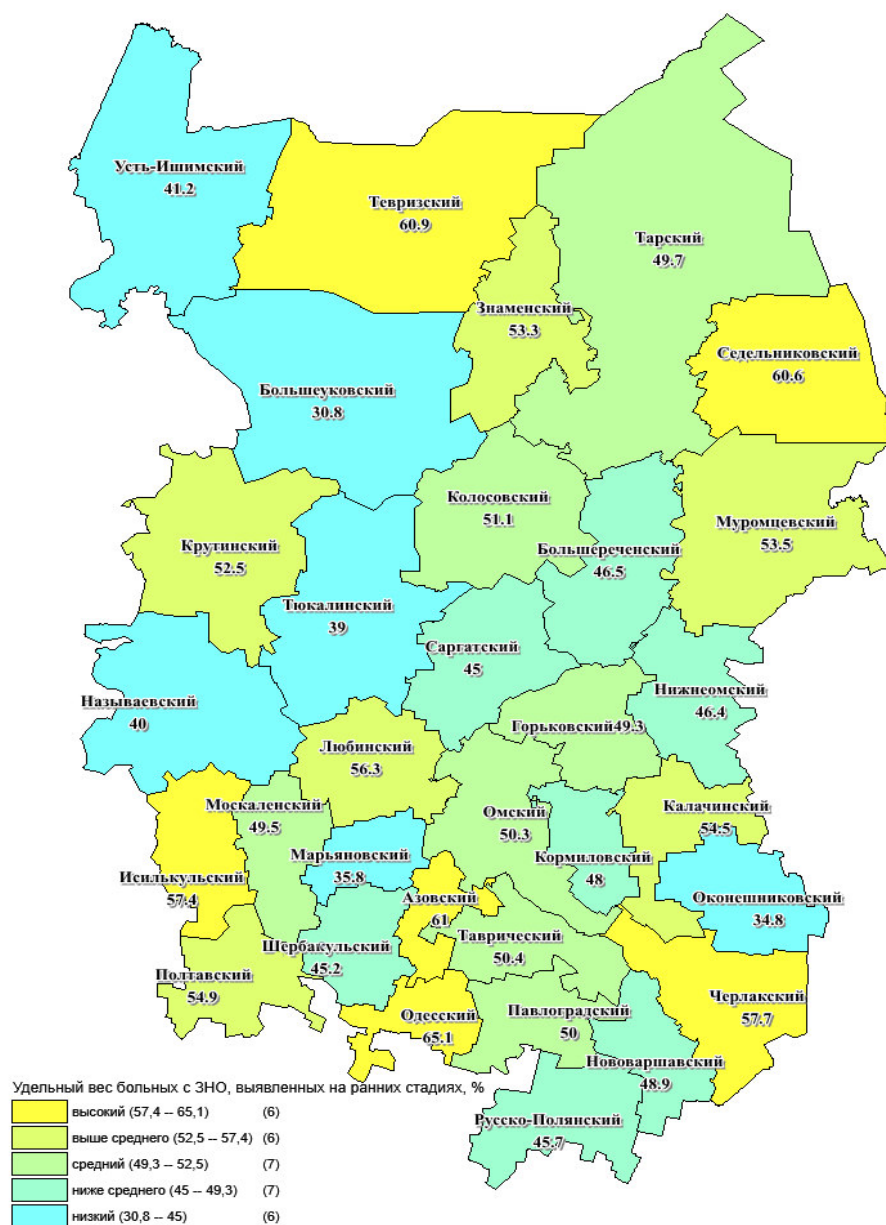 Усть-Ишимский
41.2
Тевризский
60.9
Тарский
49.7
Знаменский
53.3
Седельниковский
60.6
Большеуковский
30.8
Колосовский
51.1
Муромцевский
53.5
Крутинский
52.5
Большереченский
46.5
Тюкалинский
39
Саргатский
45
Нижнеомский
46.4
Называевский
40
Горьковский 49.3
Любинский
56.3
Москаленский
49.5
Омский
50.3
Калачинский
54.5
Марьяновский
35.8
Кормиловский
48
Исилькульский
57.4
Азовский
61
Оконешниковский
34.8
Таврический
50.4
Шербакульский
45.2
Полтавский
54.9
Черлакский
57.7
Одесский
65.1
Павлоградский
50
Нововаршавский
48.9
Русско-Полянский
45.7
Удельный вес больных с ЗНО, выявленных на ранних стадиях, %
высокий (57,4 -- 65,1) (6)
выше среднего (52,5 -- 57,4) (6)
средний (49,3 -- 52,5) (7)
ниже среднего (45 -- 49,3) (7)
низкий (30,8 -- 45) (6)